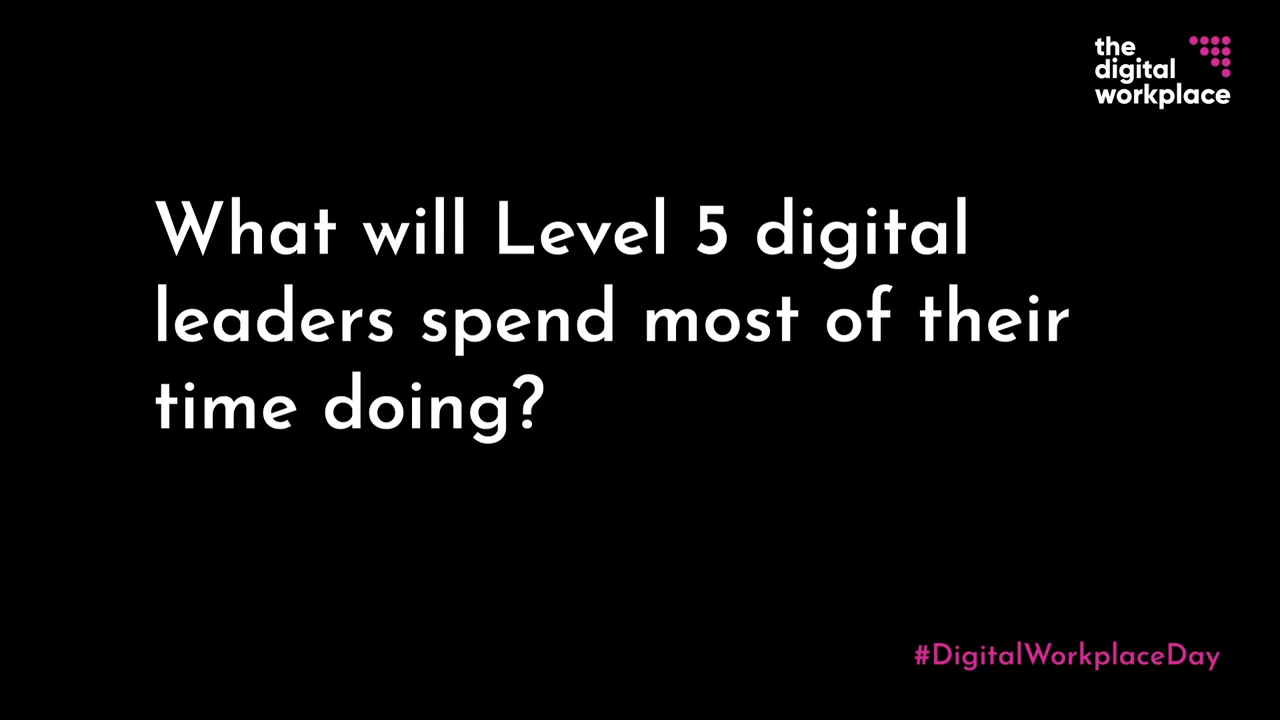 the
digital
workplace
What will Level 5 digital
leaders spend most of their
time doing?
#DigitalWorkplaceDay